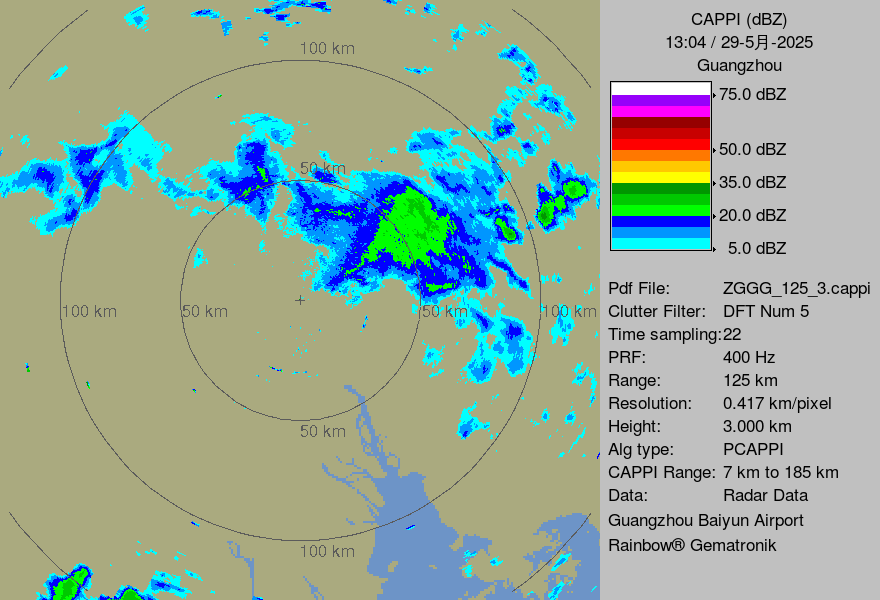 CAPPI (dBZ)
13:04 / 29-5月-2025
Guangzhou
75.0 dBZ
50.0 dBZ
35.0 dBZ
20.0 dBZ
5.0 dBZ
Pdf File: ZGGG_125_3.cappi
Clutter Filter: DFT Num 5
Time sampling:22
PRF: 400 Hz
Range: 125 km
Resolution: 0.417 km/pixel
Height: 3.000 km
Alg type: PCAPPI
CAPPI Range: 7 km to 185 km
Data: Radar Data
Guangzhou Baiyun Airport
Rainbow® Gematronik
100 km
50 km
100 km
50 km
50 km
100 km
50 km
100 km